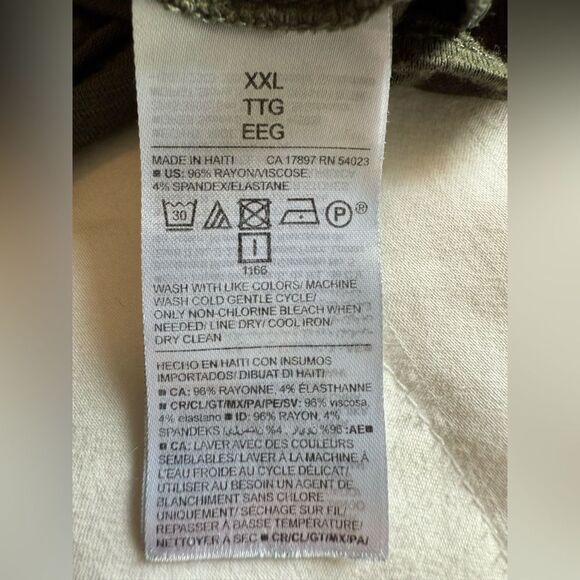 XXL
TTG
EEG
MADE IN HAITI CA 17897 RN 54023
■ US: 96% RAYON/VISCOSE,
4% SPANDEX/ELASTANE
30 P®
1166
WASH WITH LIKE COLORS/ MACHINE
WASH COLD GENTLE CYCLE/
ONLY NON-CHLORINE BLEACH WHEN
NEEDED/ LINE DRY/ COOL IRON/
DRY CLEAN
HECHO EN HAITI CON INSUMOS
IMPORTADOS/ DIBUAT DI HAITI
■ CA: 96% RAYONNE, 4% ÉLASTHANNE
■ CR/CL/GT/MX/PA/PE/SV: 96% viscosa,
4% elastano ■ ID: 96% RAYON, 4%
SPANDEKS :AE■
■ CA: LAVER AVEC DES COULEURS
SEMBLABLES/ LAVER À LA MACHINE À
L'EAU FROIDE AU CYCLE DÉLICAT/
UTILISER AU BESOIN UN AGENT DE
BLANCHIMENT SANS CHLORE
UNIQUEMENT/ SÉCHAGE SUR FIL/
REPASSER À BASSE TEMPÉRATURE/
NETTOYER À SEC ■ CR/CL/GT/MX/PA/